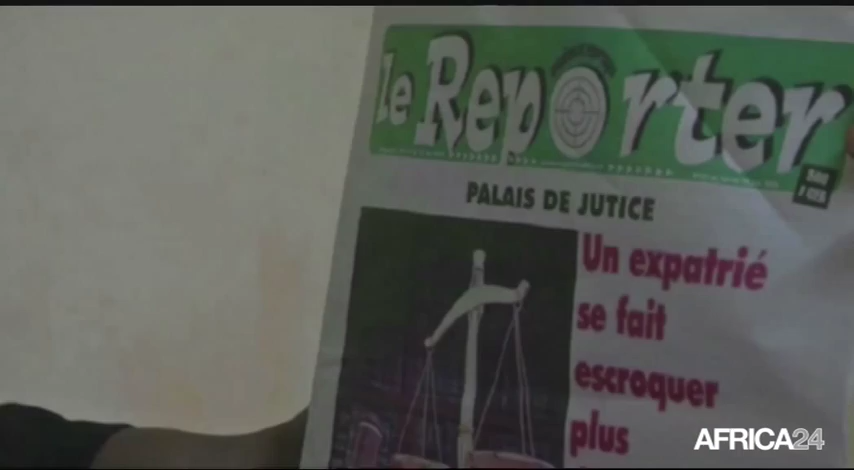 le Reporter
PALAIS DE JUTICE
Un expatrié
se fait
escroquer
plus
AFRICA24